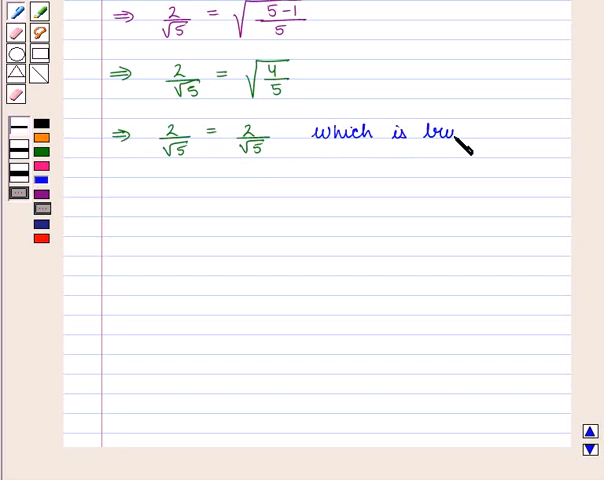 ⇒ 2/√5 = √((5-1)/5)
⇒ 2/√5 = √(4/5)
⇒ 2/√5 = 2/√5 which is